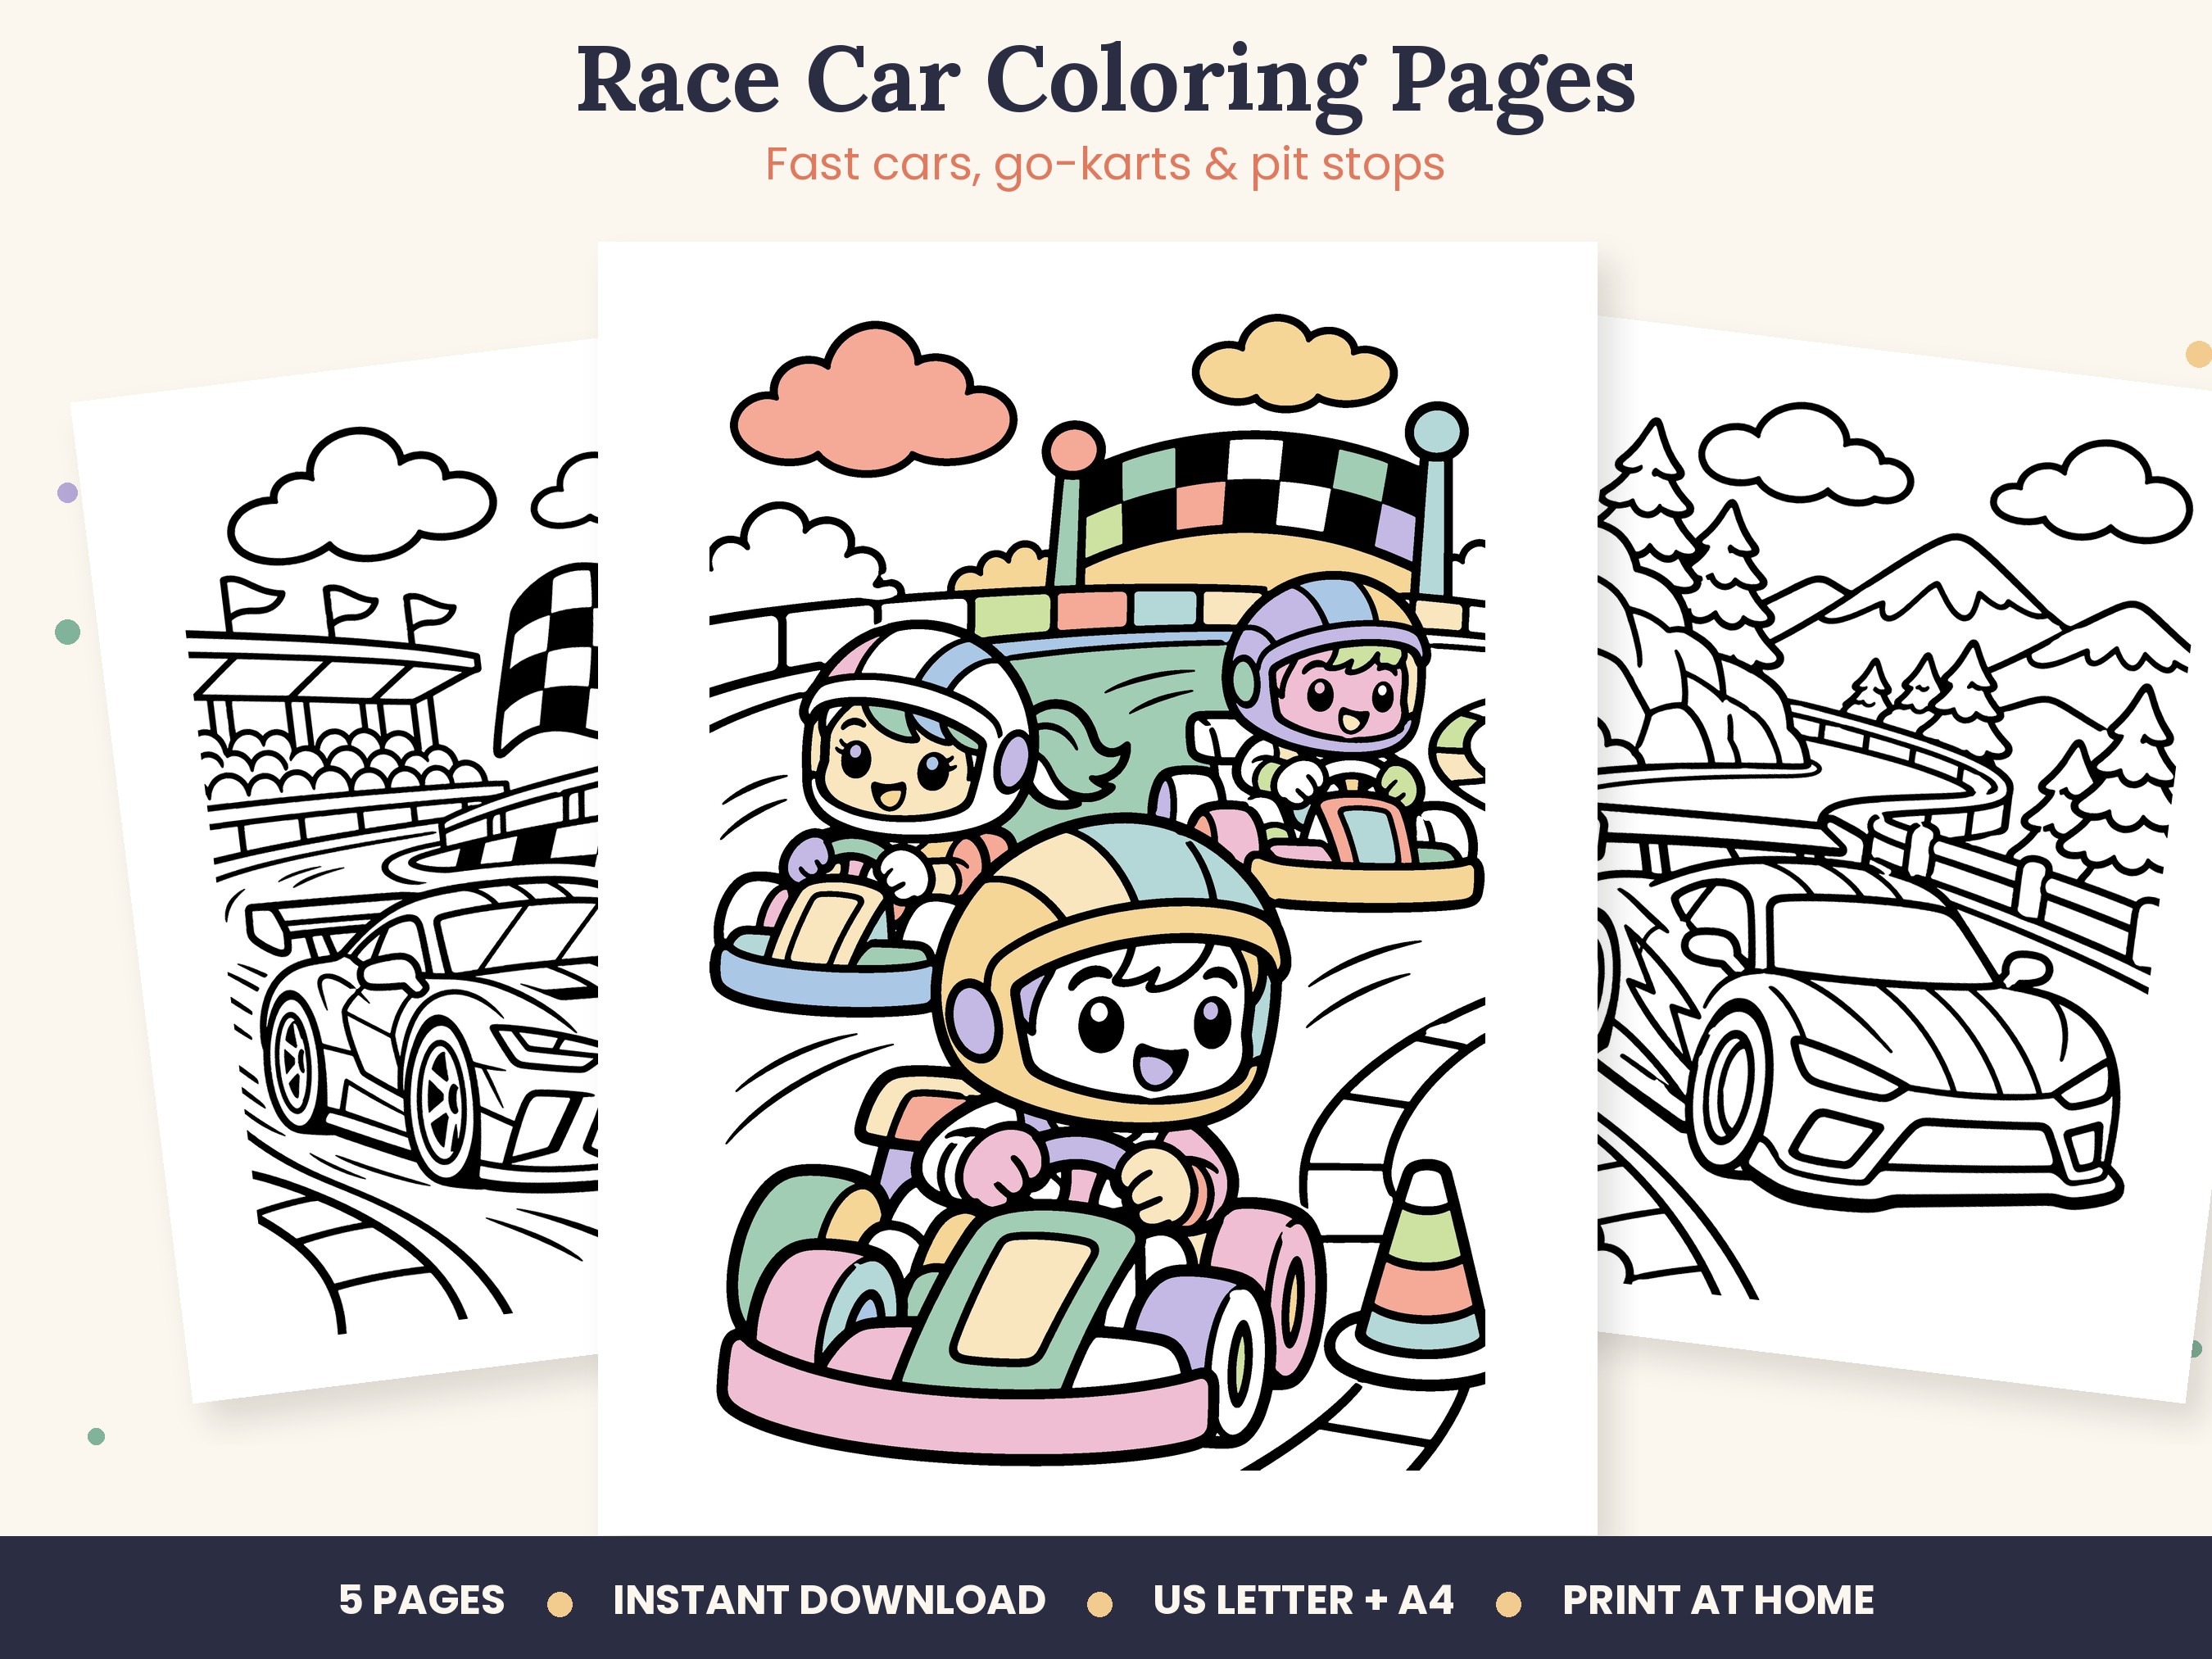 Race Car Coloring Pages
Fast cars, go-karts & pit stops
5 PAGES • INSTANT DOWNLOAD • US LETTER + A4 • PRINT AT HOME